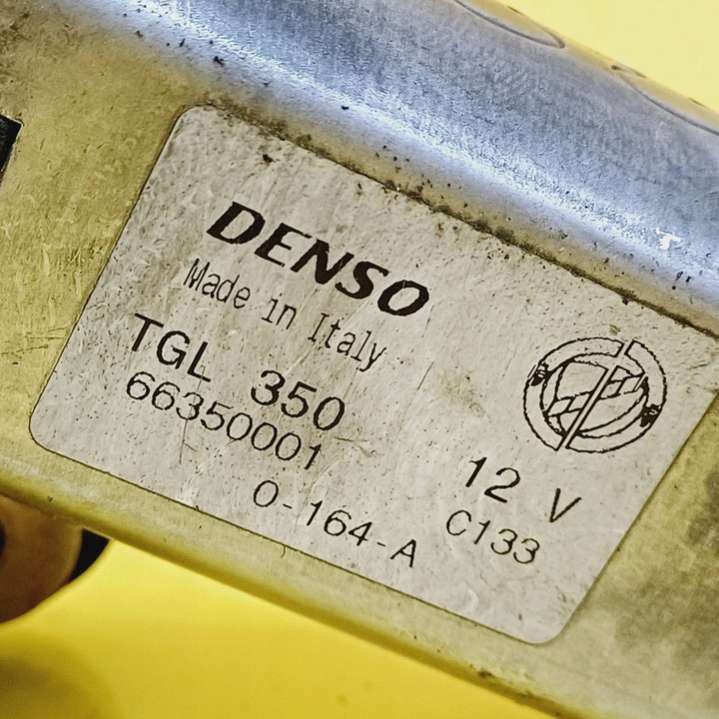 DENSO
Made in Italy
TGL 350
66350001
12 V
0-164-A
C133